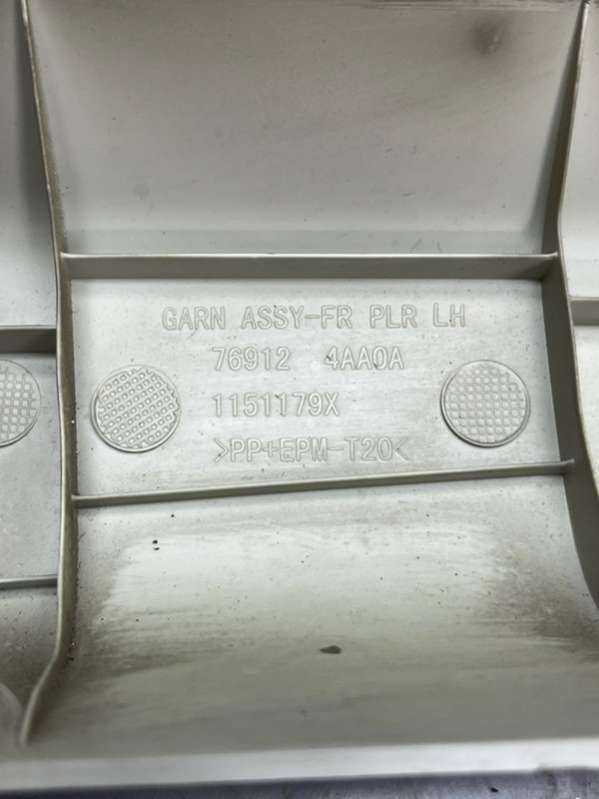 GARN ASSY-FR PLR LH
76912 4AA0A
1151179X
>PP+EPM-T20<